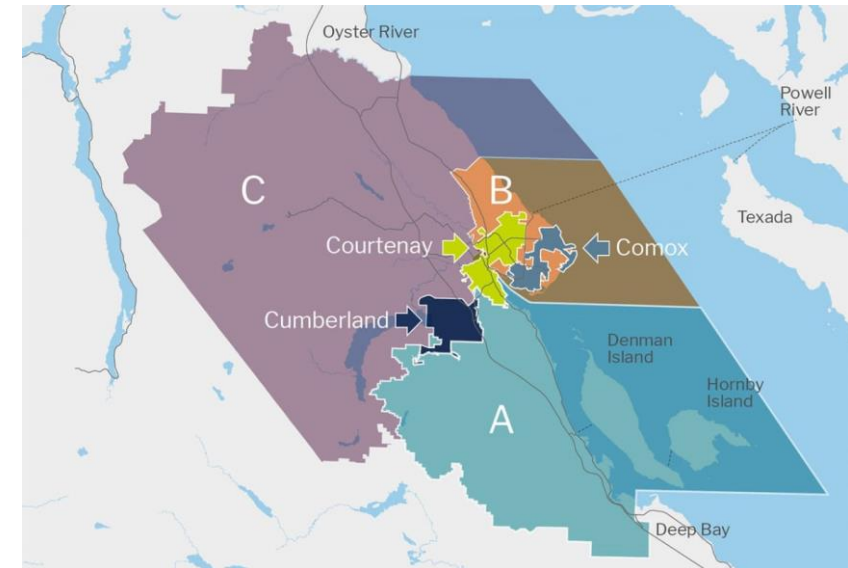 Oyster River
Powell
River
C
B
Texada
Courtenay
Comox
Cumberland
Denman
Island
Hornby
Island
A
Deep Bay